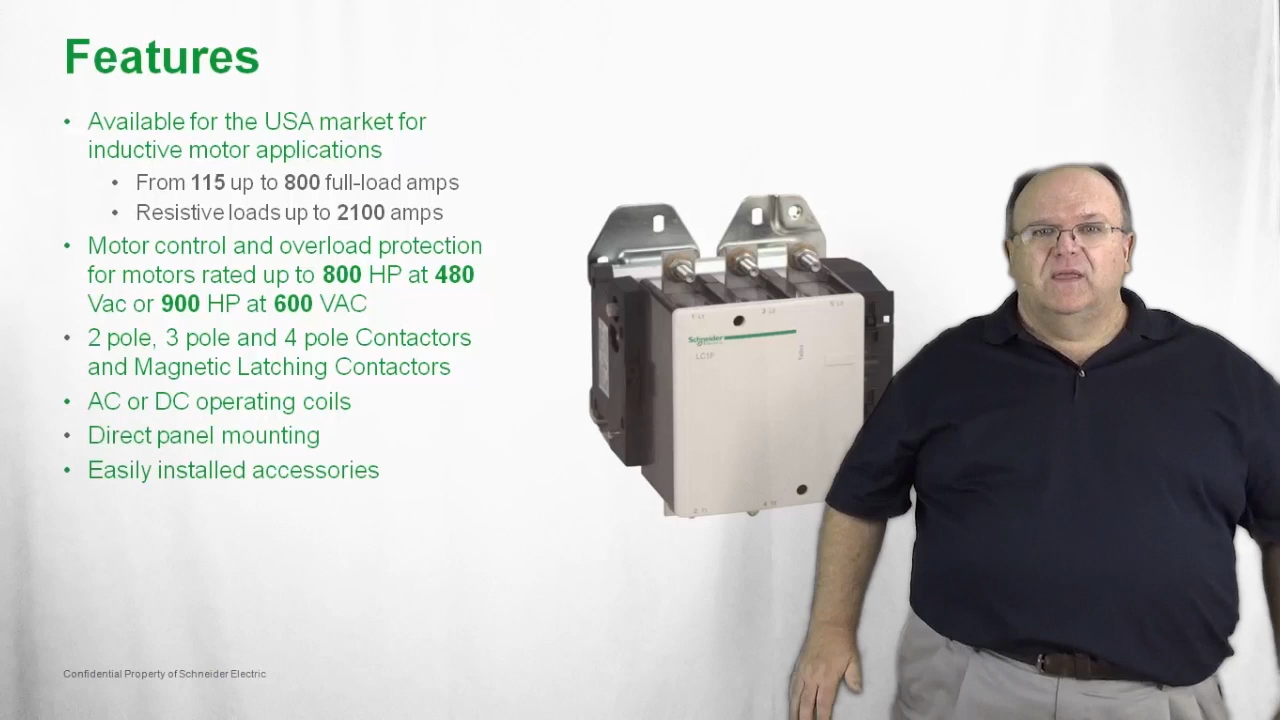 Features
• Available for the USA market for
inductive motor applications
• From 115 up to 800 full-load amps
• Resistive loads up to 2100 amps
• Motor control and overload protection
for motors rated up to 800 HP at 480
Vac or 900 HP at 600 VAC
• 2 pole, 3 pole and 4 pole Contactors
and Magnetic Latching Contactors
• AC or DC operating coils
• Direct panel mounting
• Easily installed accessories
Schneider
Electric
LC1F
Confidential Property of Schneider Electric